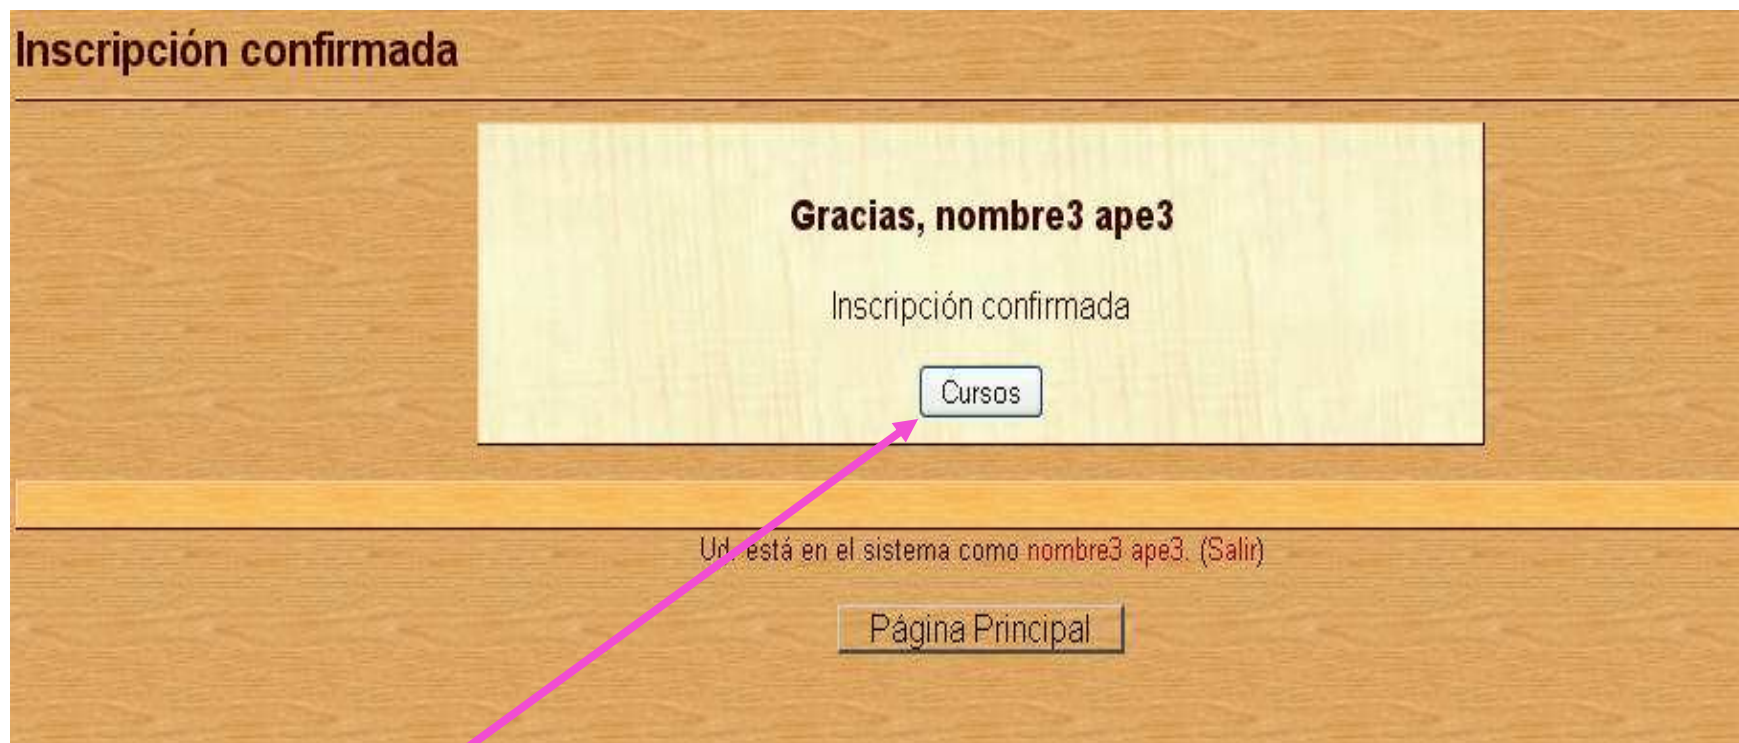 Inscripción confirmada
Gracias, nombre3 ape3
Inscripción confirmada
Cursos
Ud. está en el sistema como nombre3 ape3. (Salir)
Página Principal